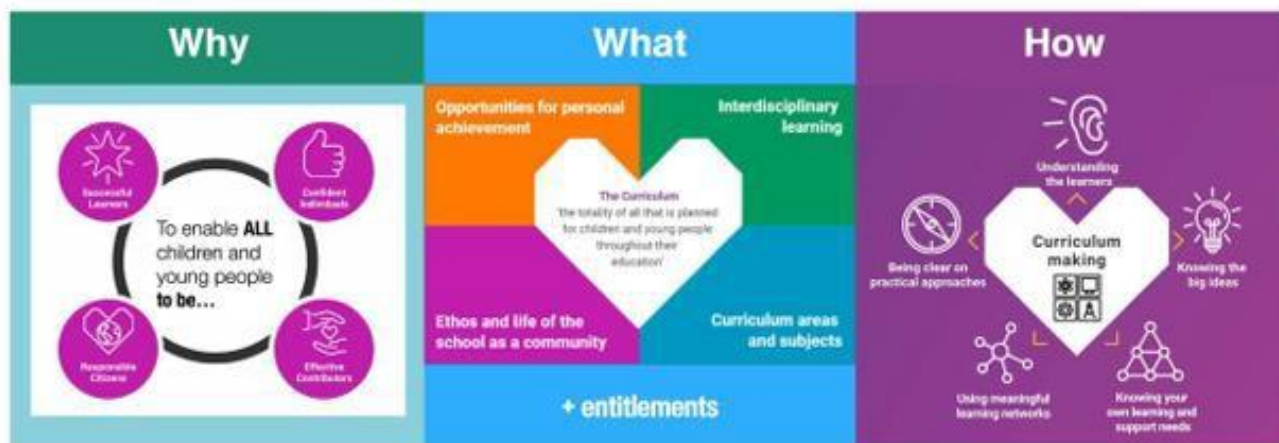 Why
What
How
Successful
Learners
Confident
Individuals
To enable ALL
children and
young people
to be...
Responsible
Citizens
Effective
Contributors
Opportunities for personal
achievement
Interdisciplinary
learning
The Curriculum
'the totality of all that is planned
for children and young people
throughout their
education'
Ethos and life of the
school as a community
Curriculum areas
and subjects
+ entitlements
Understanding
the learners
Being clear on
practical approaches
Curriculum
making
Knowing the
big ideas
Using meaningful
learning networks
Knowing your
own learning and
support needs